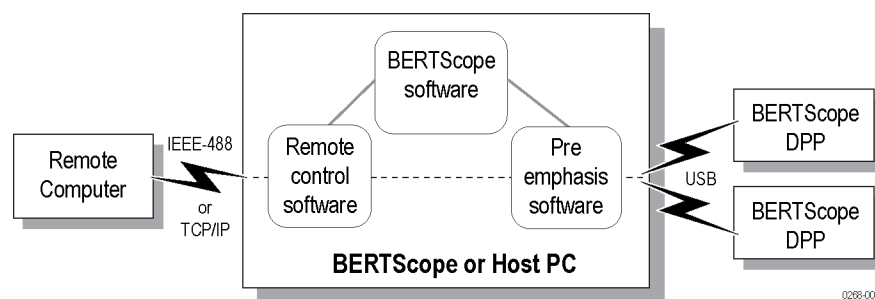 BERTScope
software
IEEE-488
Remote
Computer
or
TCP/IP
Remote
control
software
Pre
emphasis
software
USB
BERTScope
DPP
BERTScope
DPP
BERTScope or Host PC
0268-00